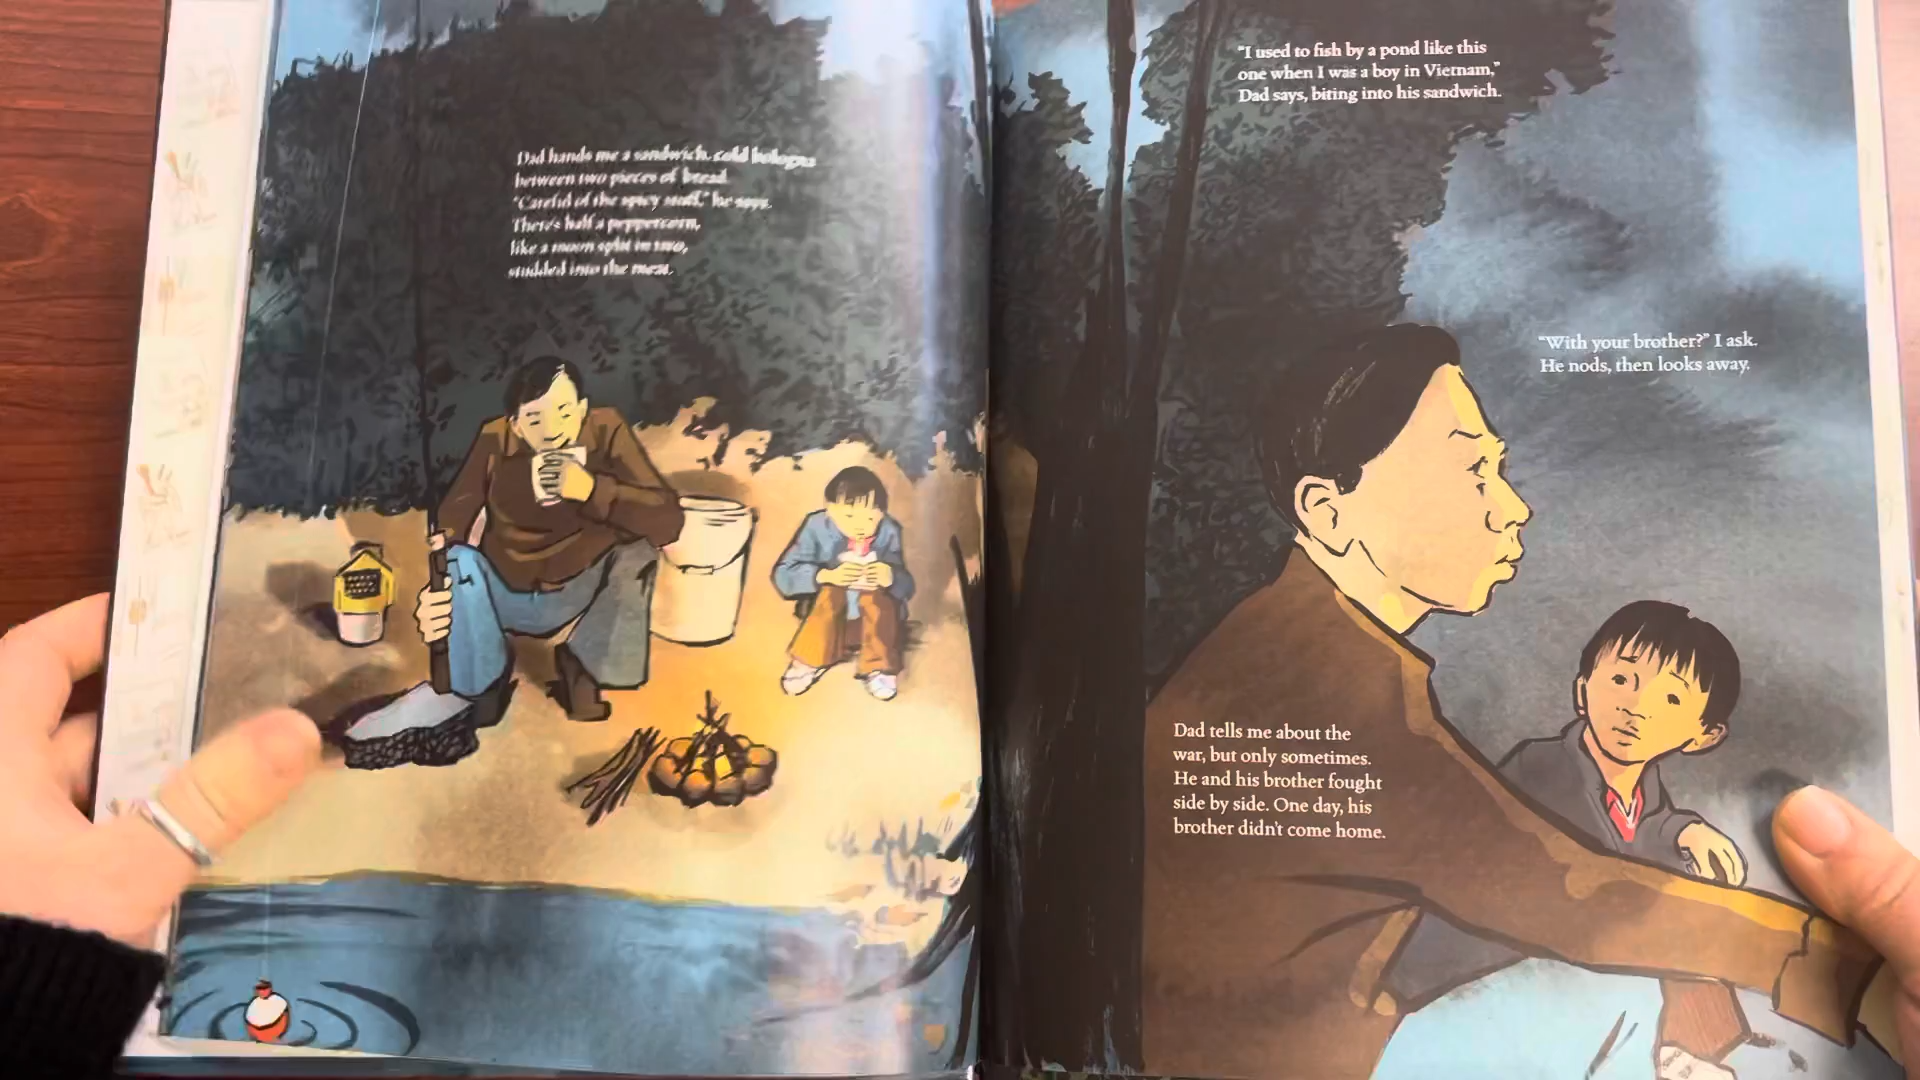 Dad hands me a sandwich, cold bologna
between two pieces of bread.
"Careful of the spicy stuff," he says.
There's half a peppercorn,
like a moon split in two,
studded into the meat.
"I used to fish by a pond like this
one when I was a boy in Vietnam,"
Dad says, biting into his sandwich.
"With your brother?" I ask.
He nods, then looks away.
Dad tells me about the
war, but only sometimes.
He and his brother fought
side by side. One day, his
brother didn't come home.